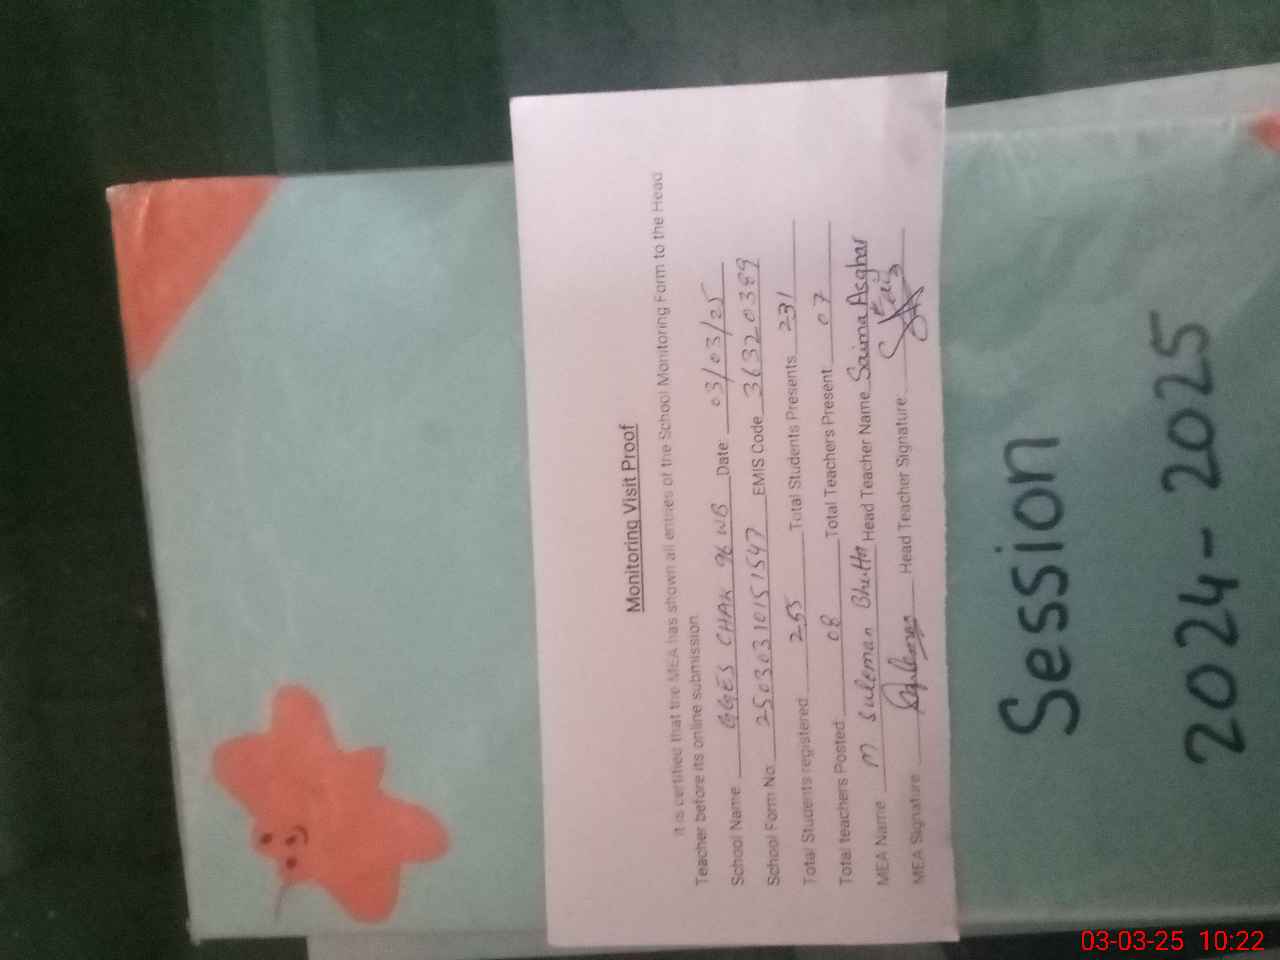 Monitoring Visit Proof
It is certified that the MEA has shown all entries of the School Monitoring Form to the Head
Teacher before its online submission.
School Name GGES CHAK 96 WB Date 03/03/25
School Form No. 25030310151547 EMIS Code 36320389
Total Students registered 255 Total Students Presents 231
Total teachers Posted 08 Total Teachers Present 07
MEA Name M Suleman Bhutta Head Teacher Name Saima Asghar
MEA Signature Suleman Head Teacher Signature:
Session
2024-2025
03-03-25 10:22